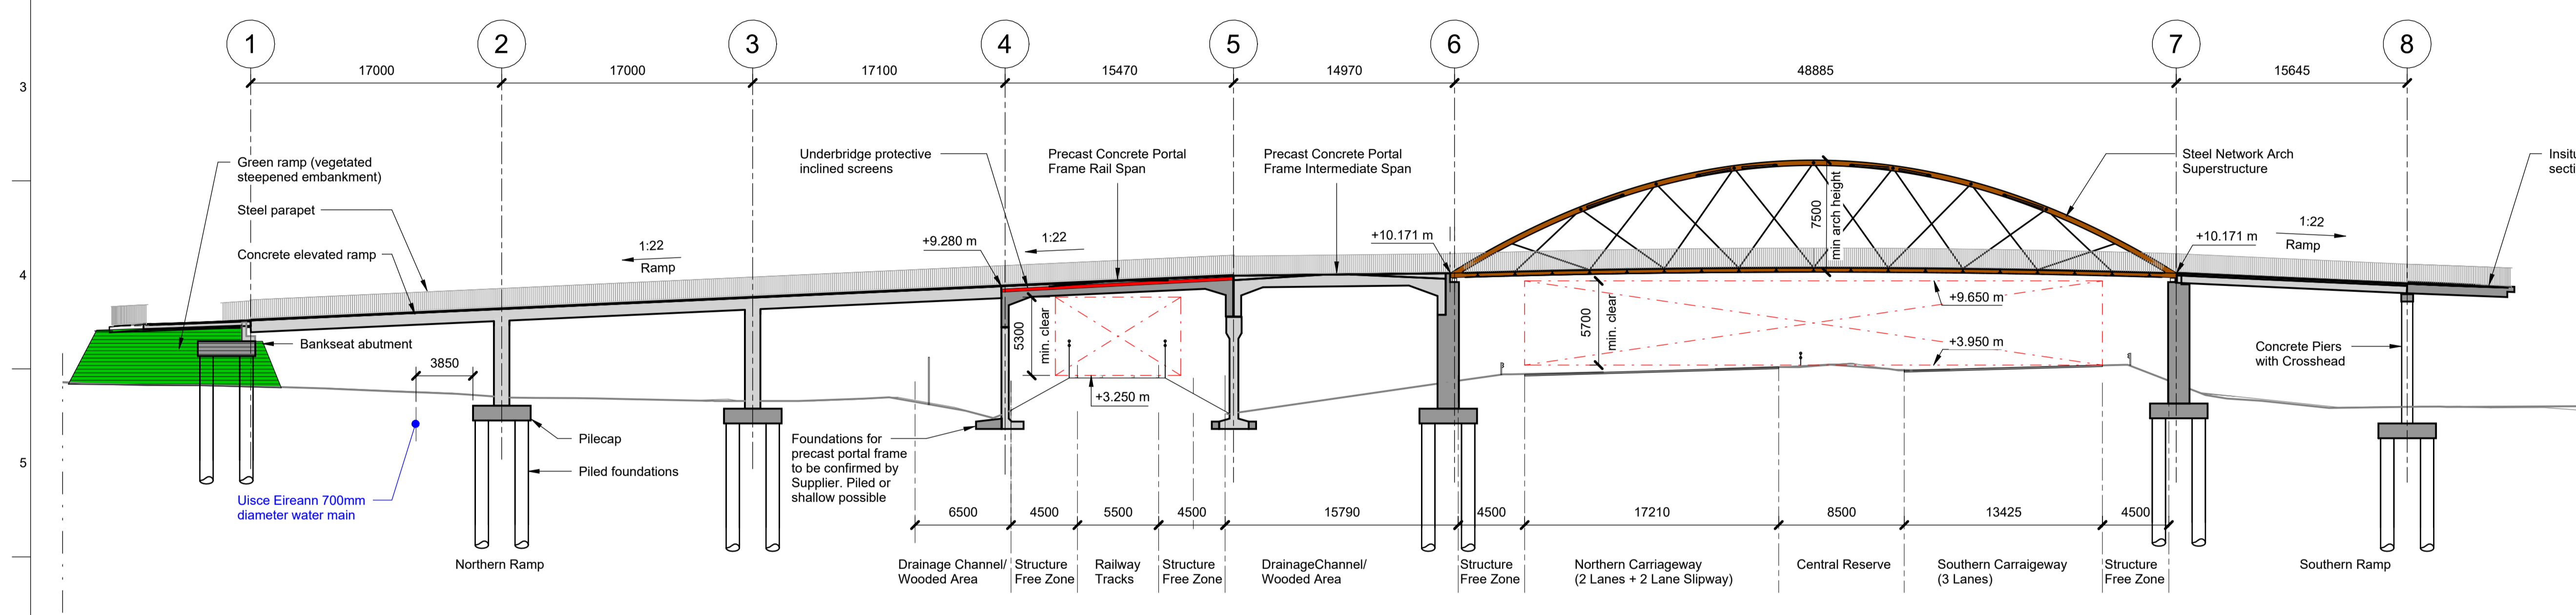 1
2
3
4
5
6
7
8
17000
17000
17100
15470
14970
48885
15645
3
4
5
Green ramp (vegetated
steepened embankment)
Steel parapet
Concrete elevated ramp
Bankseat abutment
3850
Uisce Eireann 700mm
diameter water main
Pilecap
Piled foundations
Northern Ramp
1:22
Ramp
Underbridge protective
inclined screens
+9.280 m
1:22
Precast Concrete Portal
Frame Rail Span
Precast Concrete Portal
Frame Intermediate Span
5300
min. clear
+3.250 m
Foundations for
precast portal frame
to be confirmed by
Supplier. Piled or
shallow possible
+10.171 m
7500
min arch height
5700
min. clear
+9.650 m
+3.950 m
Steel Network Arch
Superstructure
+10.171 m
1:22
Ramp
Insitu
secti
Concrete Piers
with Crosshead
6500
4500
5500
4500
15790
4500
17210
8500
13425
4500
Drainage Channel/
Wooded Area
Structure
Free Zone
Railway
Tracks
Structure
Free Zone
DrainageChannel/
Wooded Area
Structure
Free Zone
Northern Carriageway
(2 Lanes + 2 Lane Slipway)
Central Reserve
Southern Carraigeway
(3 Lanes)
Structure
Free Zone
Southern Ramp